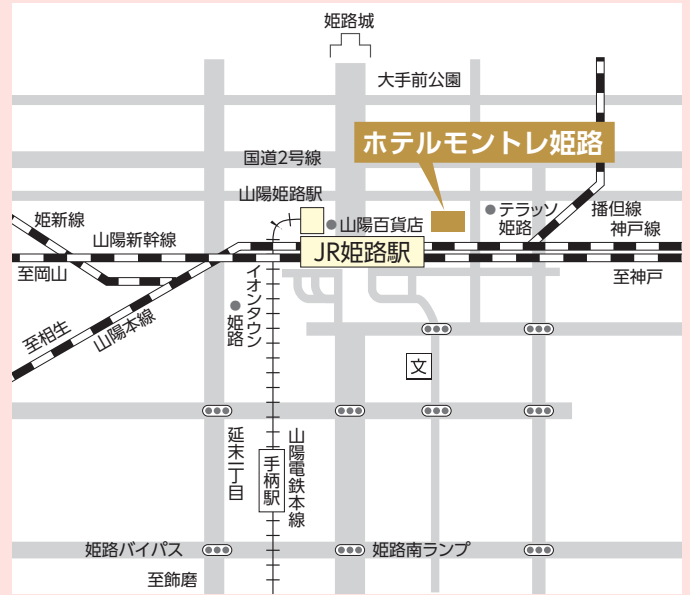 姫路城
大手前公園
国道2号線
ホテルモントレ姫路
山陽姫路駅
山陽百貨店
テラッソ
姫路
播但線
神戸線
姫新線
山陽新幹線
JR姫路駅
至岡山
至神戸
至相生
山陽本線
イオンタウン
姫路
文
延末一丁目
手柄駅
山陽電鉄本線
姫路バイパス
姫路南ランプ
至飾磨